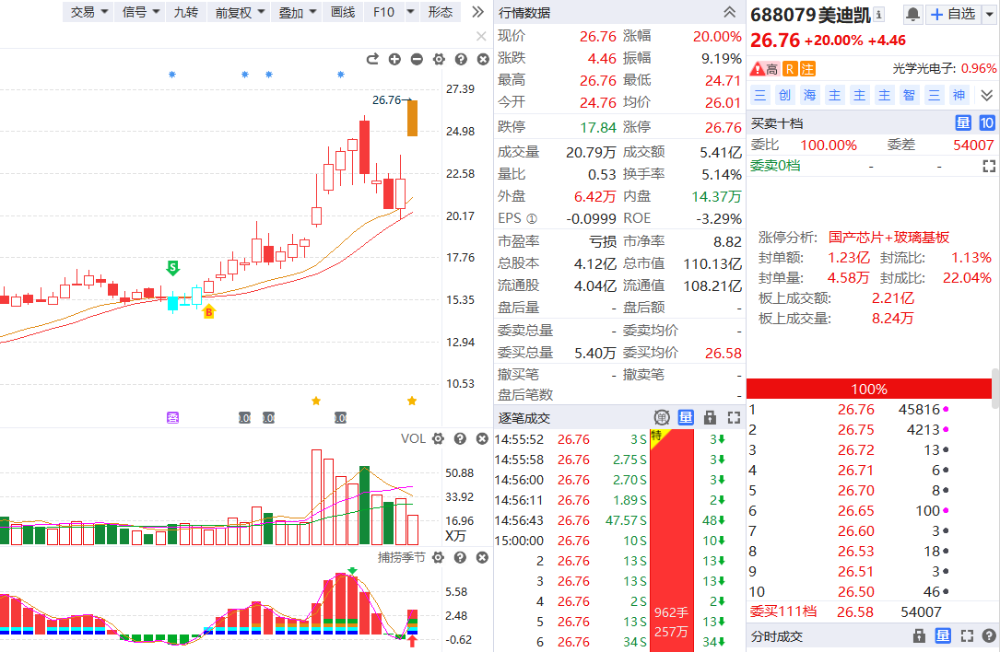 交易 信号 九转 前复权 叠加 画线 F10 形态
26.76
27.39
24.98
22.58
20.17
17.76
15.35
12.94
10.53
S
B
VOL
50.88
33.92
16.96
X万
捕捞季节
5.58
2.48
-0.62
行情数据
现价 26.76 涨幅 20.00%
涨跌 4.46 振幅 9.19%
最高 26.76 最低 24.71
今开 24.76 均价 26.01
跌停 17.84 涨停 26.76
成交量 20.79万 成交额 5.41亿
量比 0.53 换手率 5.14%
外盘 6.42万 内盘 14.37万
EPS ① -0.0999 ROE -3.29%
市盈率 亏损 市净率 8.82
总股本 4.12亿 总市值 110.13亿
流通股 4.04亿 流通值 108.21亿
盘后量 - 盘后额 -
委卖总量 - 委卖均价 -
委买总量 5.40万 委买均价 26.58
撤买笔 - 撤卖笔 -
盘后笔数 -
逐笔成交 单 量
14:55:52 26.76 3 S 特 3
14:55:58 26.76 2.75 S 3
14:56:00 26.76 2.70 S 3
14:56:11 26.76 1.89 S 2
14:56:43 26.76 47.57 S 48
15:00:00 26.76 10 S 10
2 26.76 13 S 13
3 26.76 13 S 13
4 26.76 2 S 2
5 26.76 13 S 13
6 26.76 34 S 34
962手
257万
688079 美迪凯
自选
26.76 +20.00% +4.46
高 R 注 光学光电子: 0.96%
三 创 海 主 主 主 智 三 神
买卖十档 量 10
委比 100.00% 委差 54007
委卖0档 - -
涨停分析: 国产芯片+玻璃基板
封单额: 1.23亿 封流比: 1.13%
封单量: 4.58万 封成比: 22.04%
板上成交额: 2.21亿
板上成交量: 8.24万
100%
1 26.76 45816
2 26.75 4213
3 26.72 13
4 26.71 6
5 26.70 8
6 26.65 100
7 26.60 3
8 26.53 18
9 26.51 3
10 26.50 46
委买111档 26.58 54007
分时成交 量